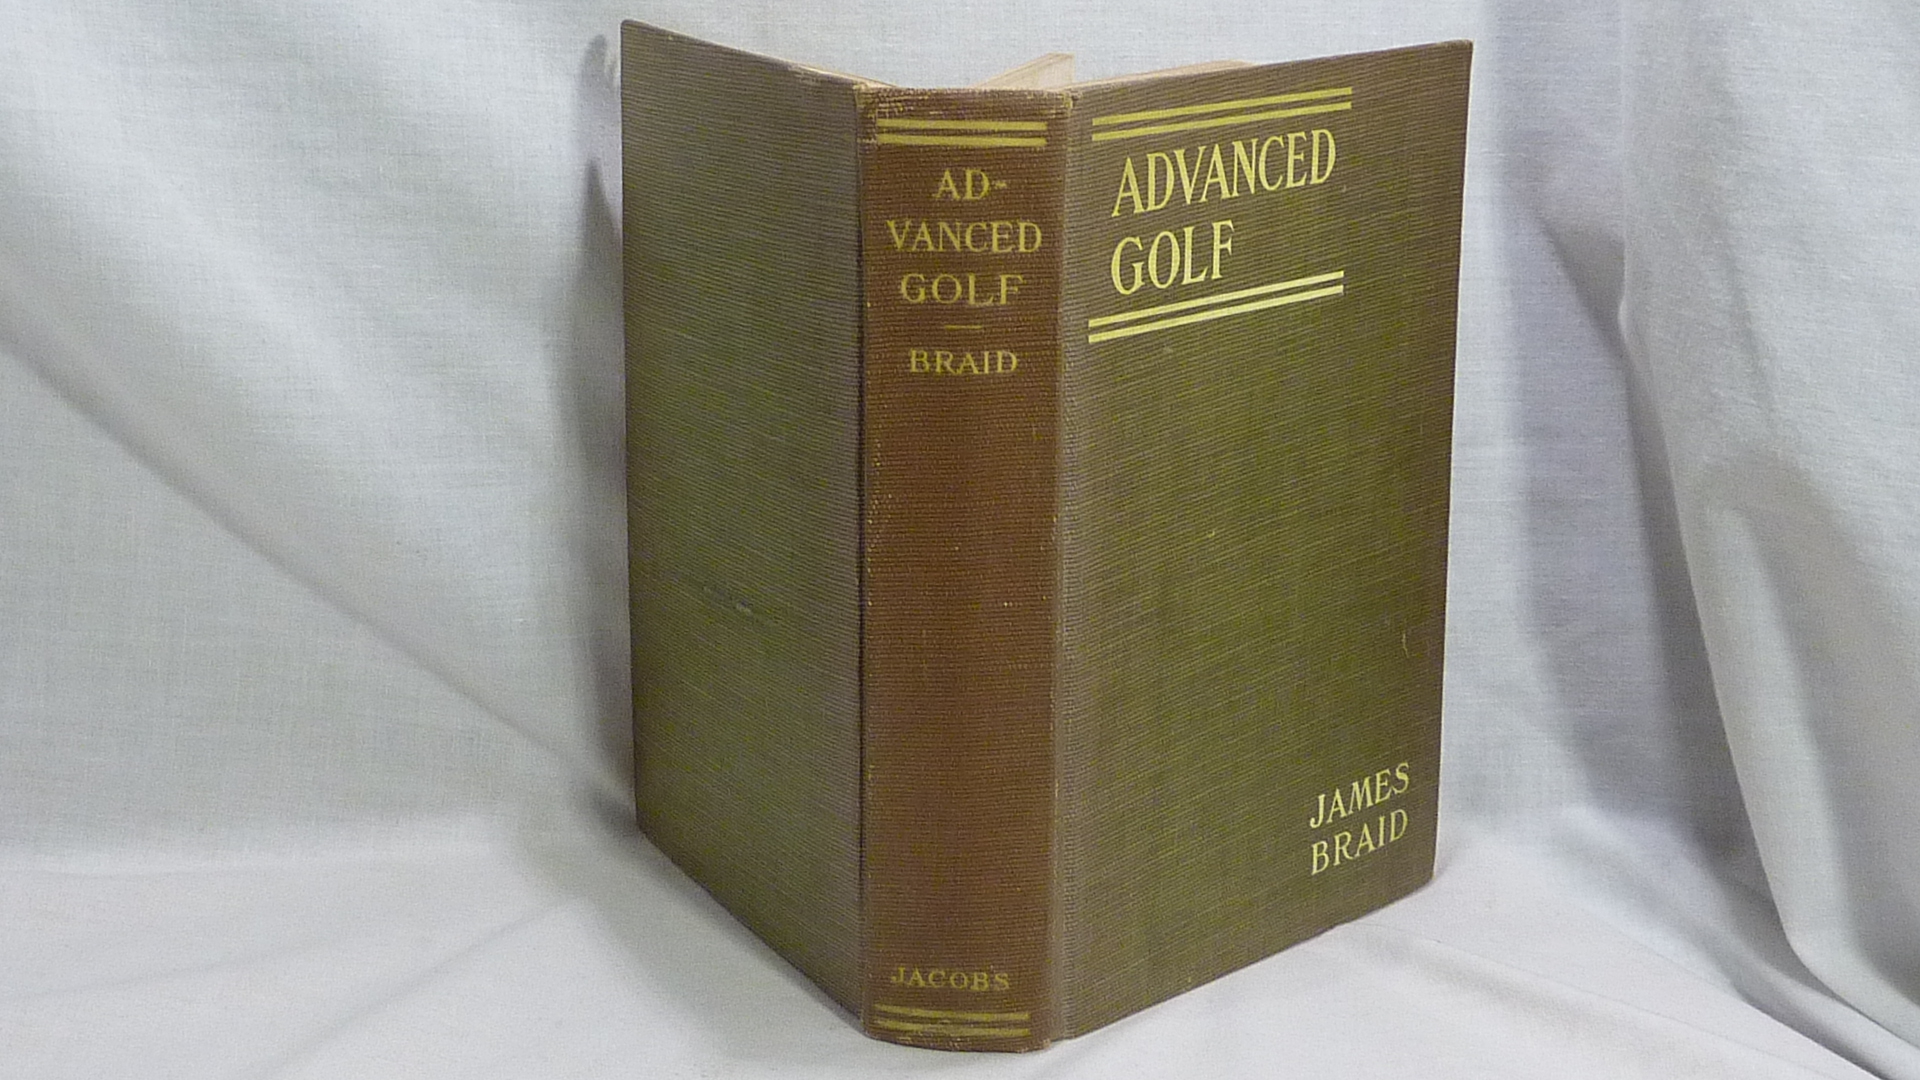 AD-
VANCED
GOLF
BRAID
JACOBS
ADVANCED
GOLF
JAMES
BRAID